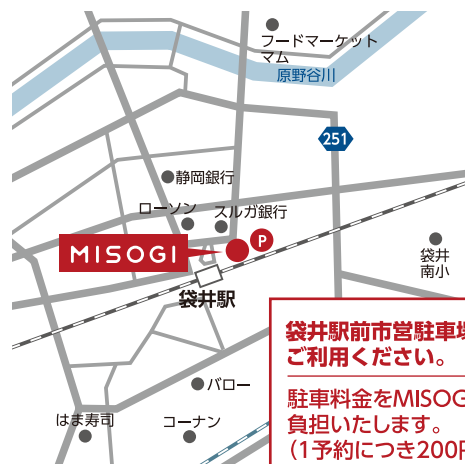 フードマーケット
マム
原野谷川
251
静岡銀行
ローソン
スルガ銀行
P
MISOGI
袋井
南小
袋井駅
袋井駅前市営駐車場
ご利用ください。
駐車料金をMISOG
負担いたします。
(1予約につき200円
バロー
はま寿司
コーナン